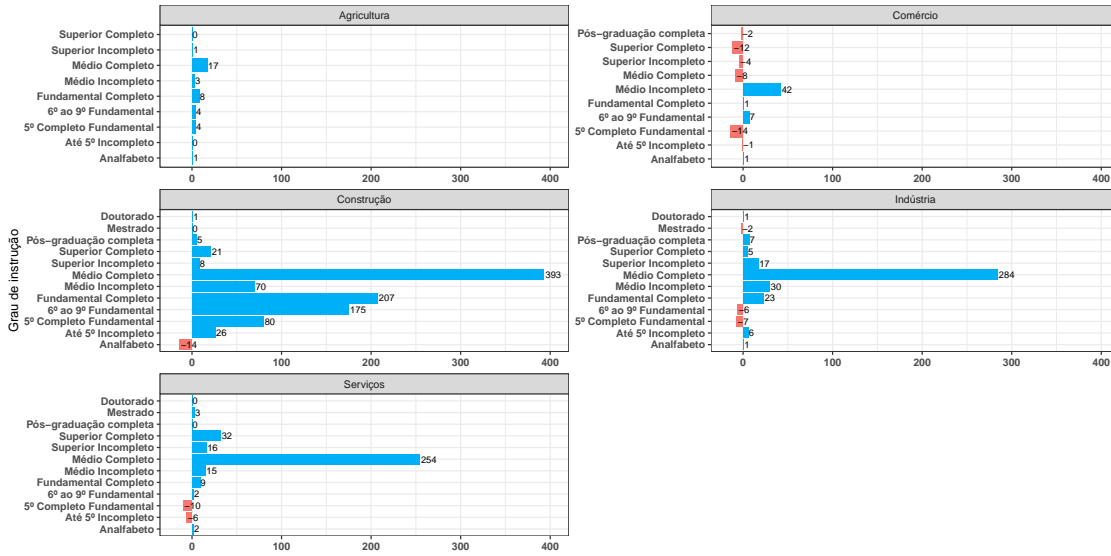 Grau de instrução
Agricultura
Superior Completo 0
Superior Incompleto 1
Médio Completo 17
Médio Incompleto 3
Fundamental Completo 8
6º ao 9º Fundamental 4
5º Completo Fundamental 4
Até 5º Incompleto 0
Analfabeto 1
0 100 200 300 400
Comércio
Pós−graduação completa −2
Superior Completo −12
Superior Incompleto −4
Médio Completo −8
Médio Incompleto 42
Fundamental Completo 1
6º ao 9º Fundamental 7
5º Completo Fundamental −14
Até 5º Incompleto −1
Analfabeto 1
0 100 200 300 400
Construção
Doutorado 1
Mestrado 0
Pós−graduação completa 5
Superior Completo 21
Superior Incompleto 8
Médio Completo 393
Médio Incompleto 70
Fundamental Completo 207
6º ao 9º Fundamental 175
5º Completo Fundamental 80
Até 5º Incompleto 26
Analfabeto −14
0 100 200 300 400
Indústria
Doutorado 1
Mestrado −2
Pós−graduação completa 7
Superior Completo 5
Superior Incompleto 17
Médio Completo 284
Médio Incompleto 30
Fundamental Completo 23
6º ao 9º Fundamental −6
5º Completo Fundamental −7
Até 5º Incompleto 6
Analfabeto 1
0 100 200 300 400
Serviços
Doutorado 0
Mestrado 3
Pós−graduação completa 0
Superior Completo 32
Superior Incompleto 16
Médio Completo 254
Médio Incompleto 15
Fundamental Completo 9
6º ao 9º Fundamental 2
5º Completo Fundamental −10
Até 5º Incompleto −6
Analfabeto 2
0 100 200 300 400